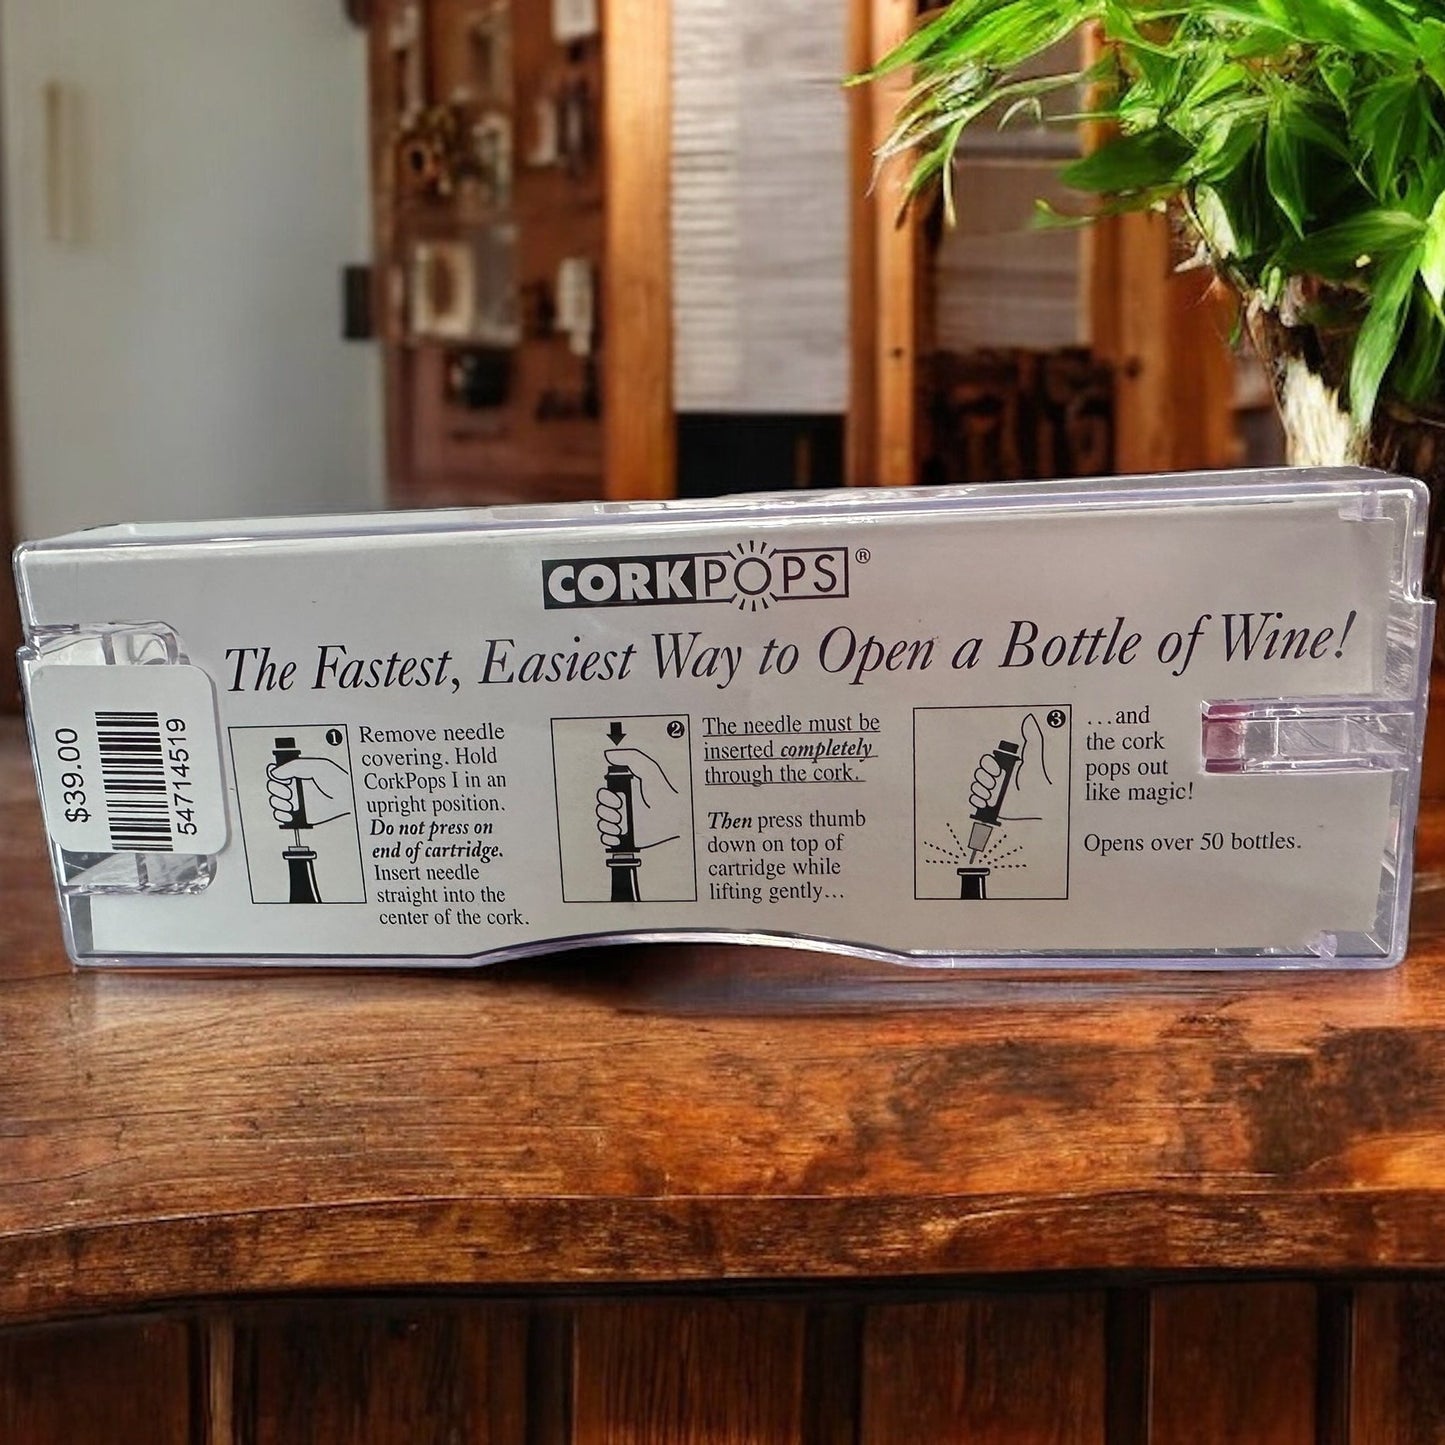 CORKPOPS®
The Fastest, Easiest Way to Open a Bottle of Wine!
$39.00
54714519
1
Remove needle
covering. Hold
CorkPops I in an
upright position.
Do not press on
end of cartridge.
Insert needle
straight into the
center of the cork.
2
The needle must be
inserted completely
through the cork.
Then press thumb
down on top of
cartridge while
lifting gently...
3
...and
the cork
pops out
like magic!
Opens over 50 bottles.